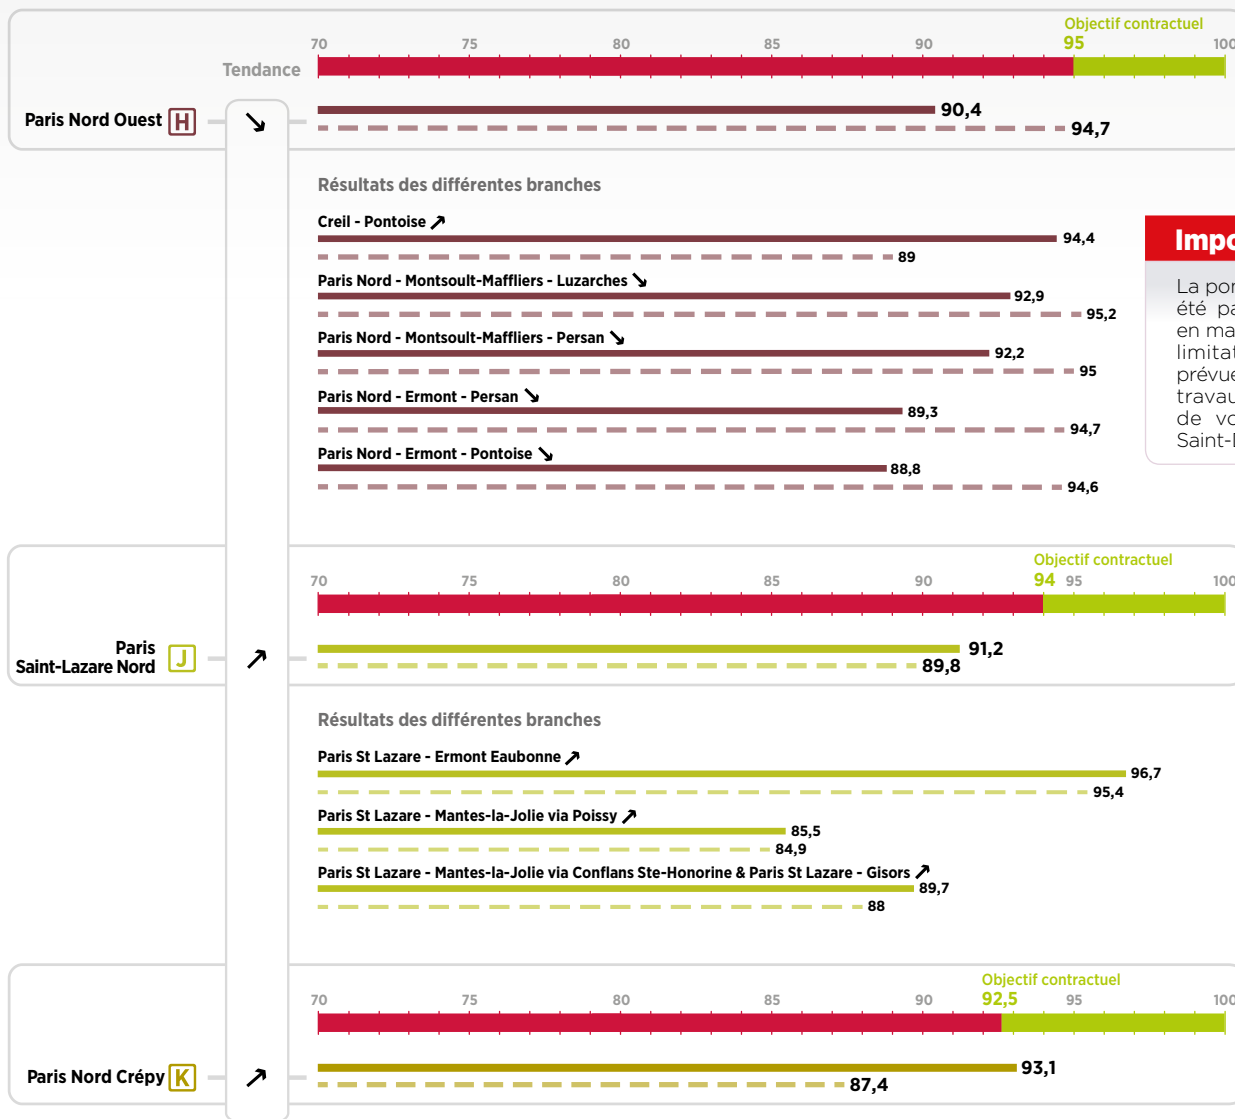 Objectif contractuel
70 75 80 85 90 95 100
Tendance
Paris Nord Ouest H ↘ 90,4
94,7
Résultats des différentes branches
Creil - Pontoise ↗
94,4
89
Paris Nord - Montsoult-Maffliers - Luzarches ↘
92,9
95,2
Paris Nord - Montsoult-Maffliers - Persan ↘
92,2
95
Paris Nord - Ermont - Persan ↘
89,3
94,7
Paris Nord - Ermont - Pontoise ↘
88,8
94,6
La
été
en
de
Objectif contractuel
70 75 80 85 90 94 95 100
Paris
Saint-Lazare Nord J ↗ 91,2
89,8
Résultats des différentes branches
Paris St Lazare - Ermont Eaubonne ↗
96,7
95,4
Paris St Lazare - Mantes-la-Jolie via Poissy ↗
85,5
84,9
Paris St Lazare - Mantes-la-Jolie via Conflans Ste-Honorine & Paris St Lazare - Gisors ↗
89,7
88
Objectif contractuel
70 75 80 85 90 92,5 95 100
Paris Nord Crépy K ↗ 93,1
87,4